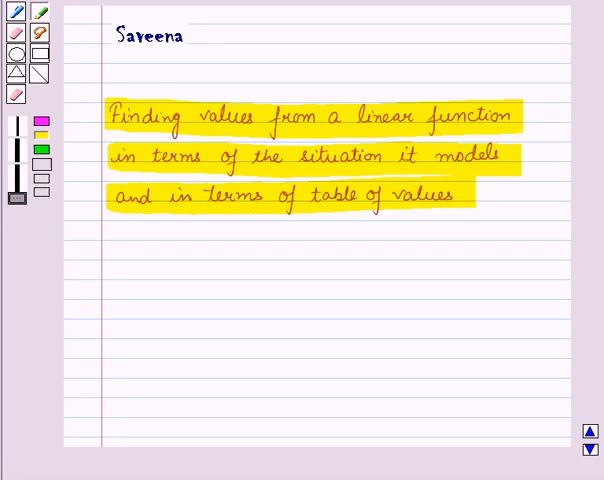 Saveena
Finding values from a linear function
in terms of the situation it models
and in terms of table of values